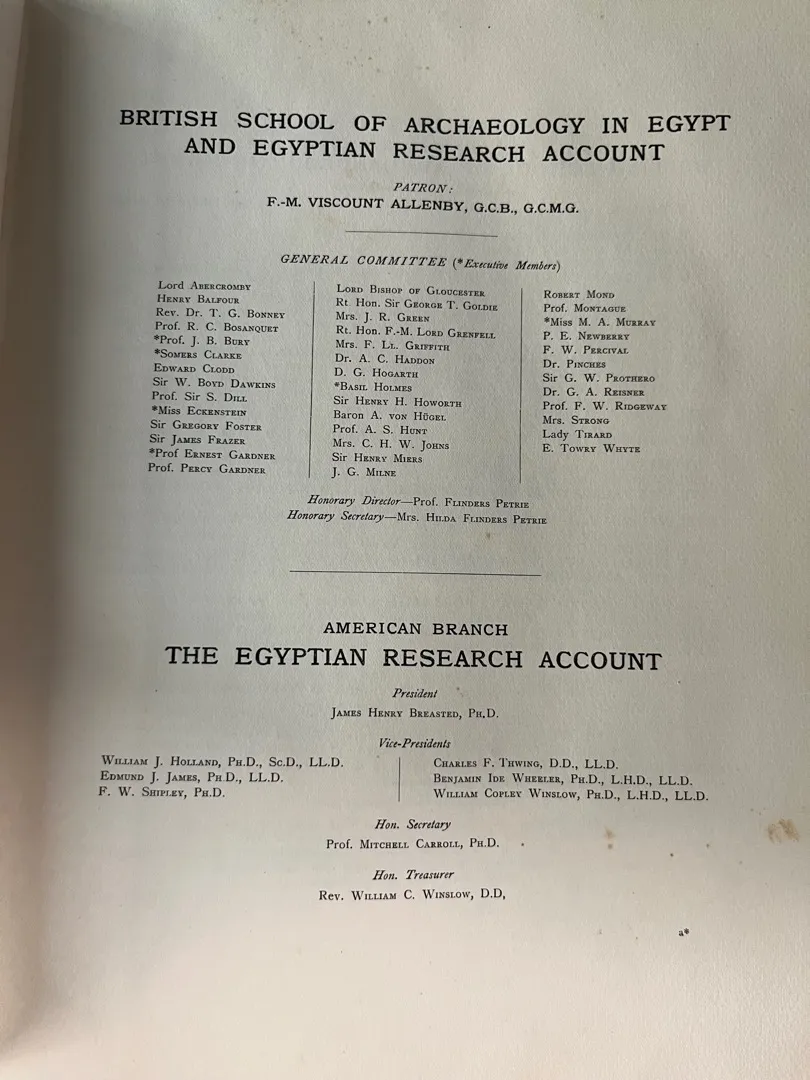 BRITISH SCHOOL OF ARCHAEOLOGY IN EGYPT
AND EGYPTIAN RESEARCH ACCOUNT
PATRON:
F.-M. VISCOUNT ALLENBY, G.C.B., G.C.M.G.
GENERAL COMMITTEE (*Executive Members)
Lord Abercromby
Henry Balfour
Rev. Dr. T. G. Bonney
Prof. R. C. Bosanquet
*Prof. J. B. Bury
*Somers Clarke
Edward Clodd
Sir W. Boyd Dawkins
Prof. Sir S. Dill
*Miss Eckenstein
Sir Gregory Foster
Sir James Frazer
*Prof Ernest Gardner
Prof. Percy Gardner
Lord Bishop of Gloucester
Rt. Hon. Sir George T. Goldie
Mrs. J. R. Green
Rt. Hon. F.-M. Lord Grenfell
Mrs. F. Ll. Griffith
Dr. A. C. Haddon
D. G. Hogarth
*Basil Holmes
Sir Henry H. Howorth
Baron A. von Hügel
Prof. A. S. Hunt
Mrs. C. H. W. Johns
Sir Henry Miers
J. G. Milne
Robert Mond
Prof. Montague
*Miss M. A. Murray
P. E. Newberry
F. W. Percival
Dr. Pinches
Sir G. W. Prothero
Dr. G. A. Reisner
Prof. F. W. Ridgeway
Mrs. Strong
Lady Tirard
E. Towry Whyte
Honorary Director—Prof. Flinders Petrie
Honorary Secretary—Mrs. Hilda Flinders Petrie
AMERICAN BRANCH
THE EGYPTIAN RESEARCH ACCOUNT
President
James Henry Breasted, Ph.D.
Vice-Presidents
William J. Holland, Ph.D., Sc.D., LL.D.
Edmund J. James, Ph.D., LL.D.
F. W. Shipley, Ph.D.
Charles F. Thwing, D.D., LL.D.
Benjamin Ide Wheeler, Ph.D., L.H.D., LL.D.
William Copley Winslow, Ph.D., L.H.D., LL.D.
Hon. Secretary
Prof. Mitchell Carroll, Ph.D.
Hon. Treasurer
Rev. William C. Winslow, D.D,
a*